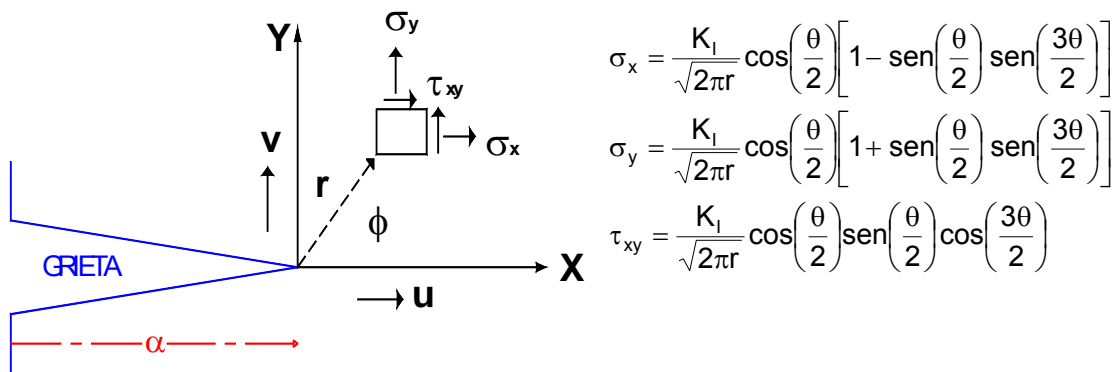 σy
Y
τxy
v
σx
r
ϕ
GRIETA
X
u
α
σx = KI/√(2πr) cos(θ/2)[1 − sen(θ/2) sen(3θ/2)]
σy = KI/√(2πr) cos(θ/2)[1 + sen(θ/2) sen(3θ/2)]
τxy = KI/√(2πr) cos(θ/2)sen(θ/2)cos(3θ/2)